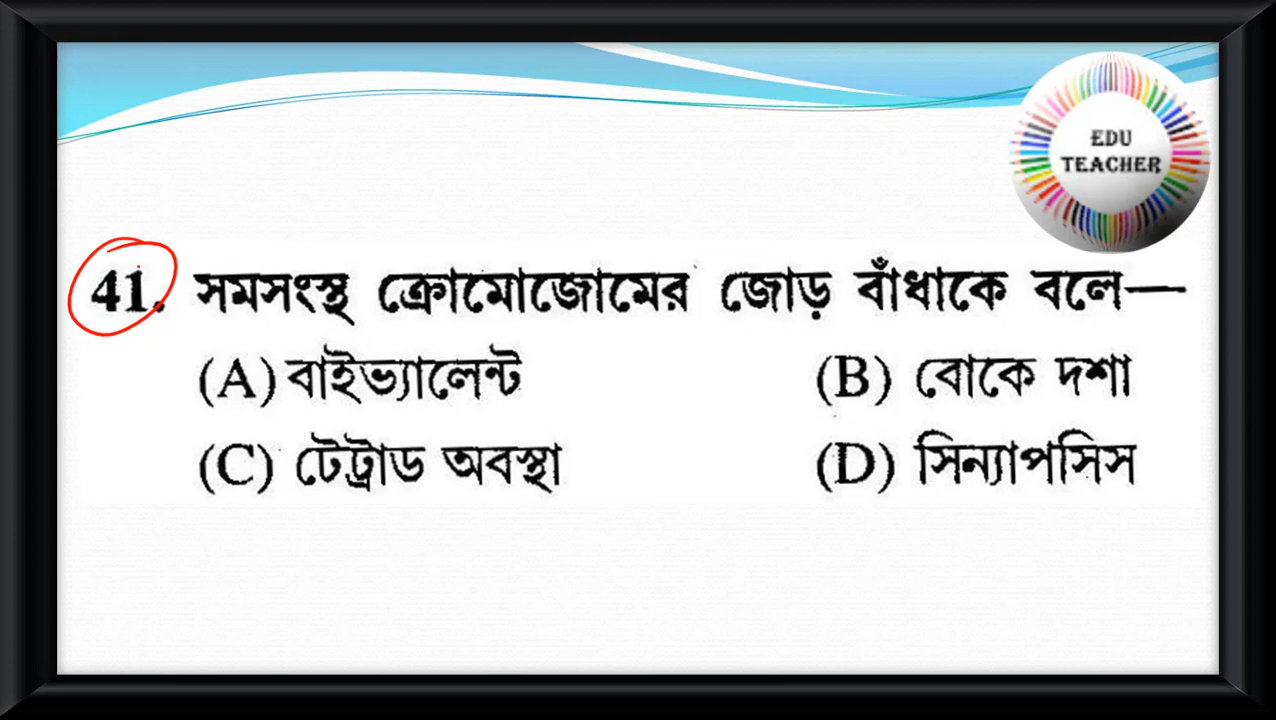 EDU
TEACHER
41. সমসংস্থ ক্রোমোজোমের জোড় বাঁধাকে বলে—
(A) বাইভ্যালেন্ট (B) বোকে দশা
(C) টেট্রাড অবস্থা (D) সিন্যাপসিস